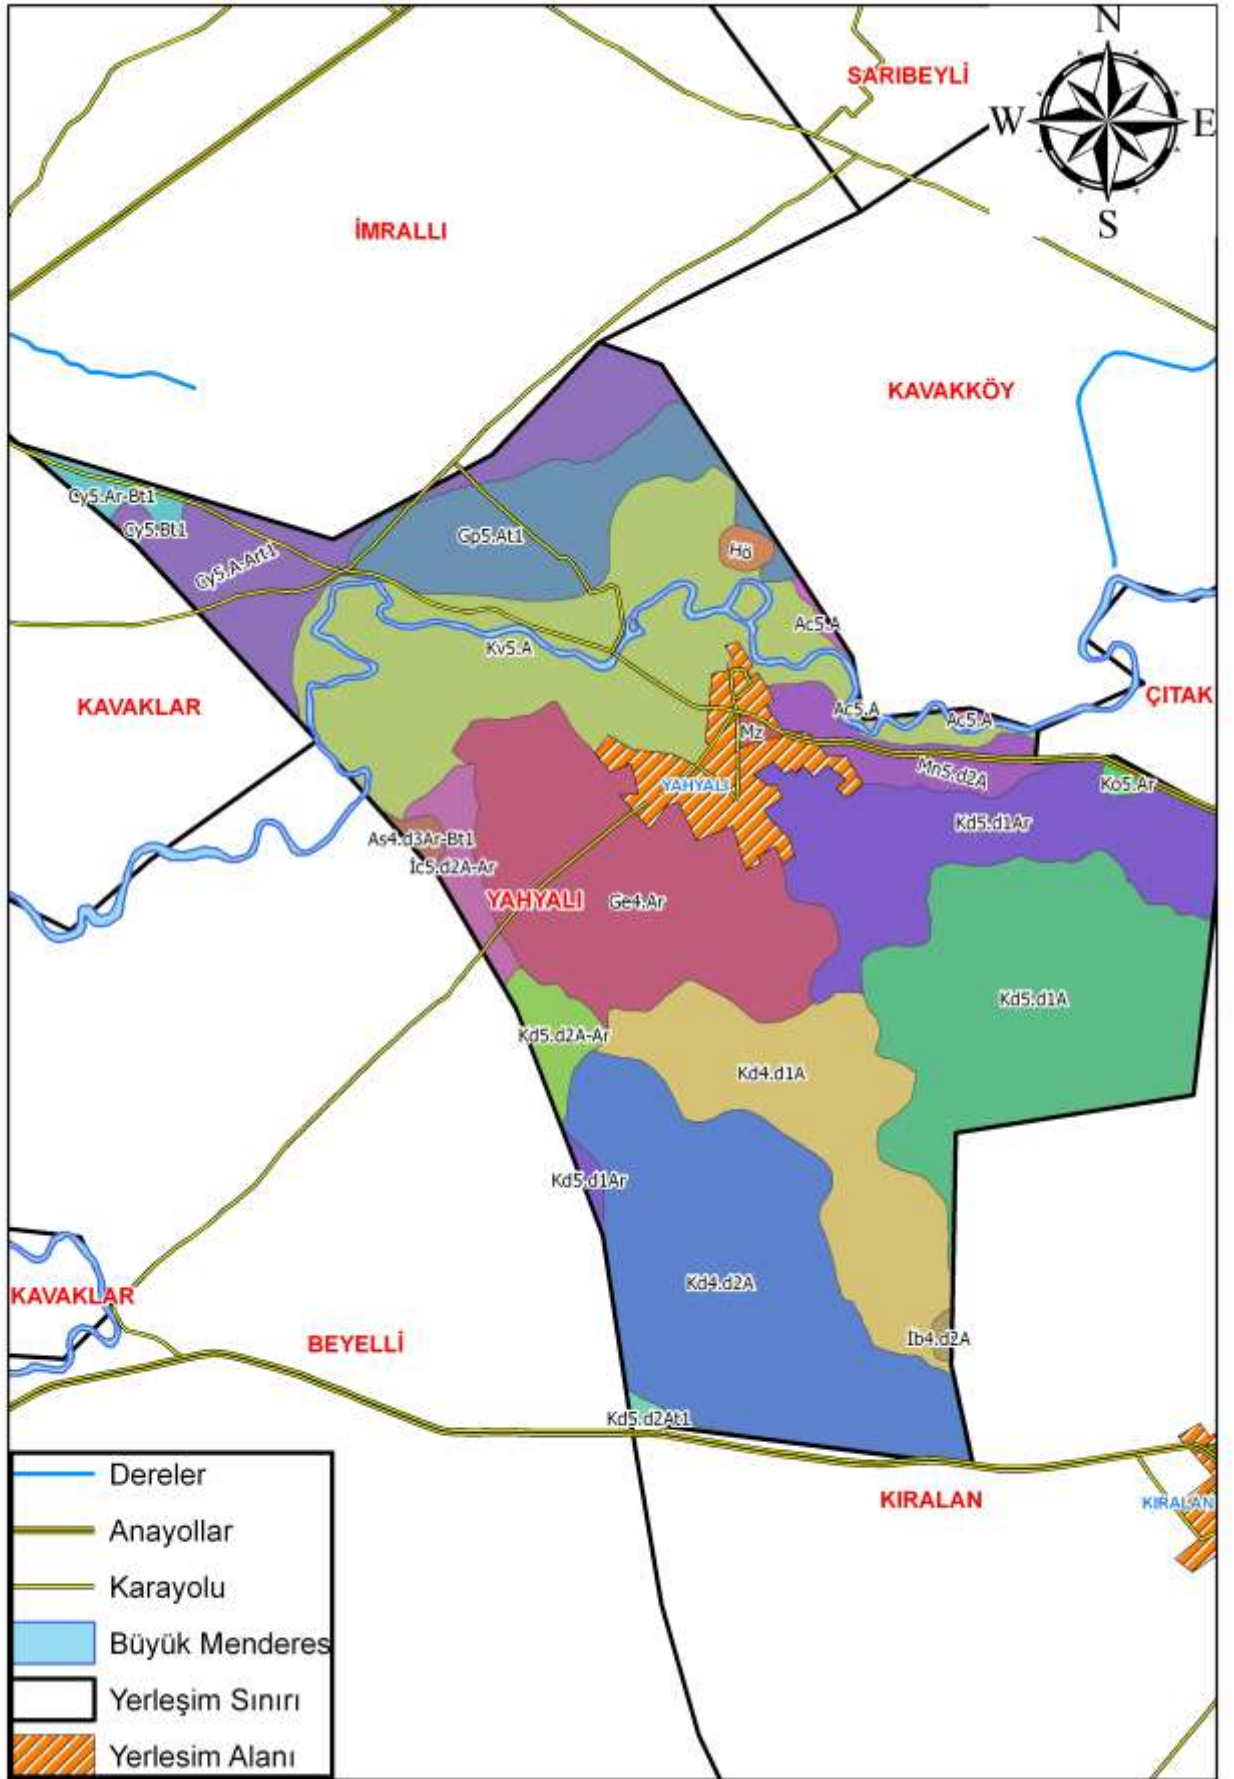 N
SARIBEYLİ
W
E
S
İMRALLI
KAVAKKÖY
Cy5.Ar-Bt1
Cy5.Bt1
Gp5.At1
Hö
Cy5.A-Art1
Ac5.A
Kv5.A
KAVAKLAR
ÇITAK
Ac5.A
Ac5.A
Mz
Mn5.d2A
YAHYALI
Ko5.Ar
Kd5.d1Ar
As4.d3Ar-Bt1
İc5.d2A-Ar
YAHYALI
Ge4.Ar
Kd5.d1A
Kd5.d2A-Ar
Kd4.d1A
Kd5.d1Ar
Kd4.d2A
KAVAKLAR
İb4.d2A
BEYELLİ
Kd5.d2At1
KIRALAN
KIRALAN
Dereler
Anayollar
Karayolu
Büyük Menderes
Yerleşim Sınırı
Yerlesim Alanı